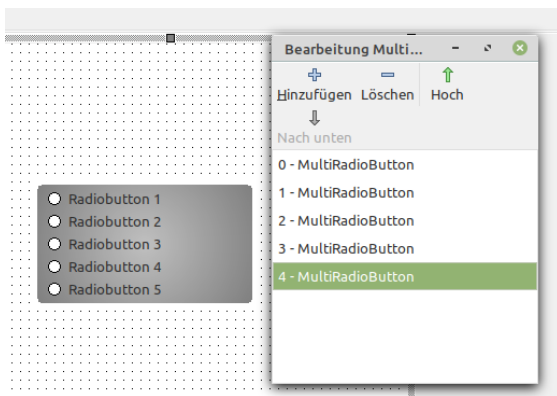 Bearbeitung Multi...
Hinzufügen Löschen Hoch
Nach unten
0 - MultiRadioButton
1 - MultiRadioButton
2 - MultiRadioButton
3 - MultiRadioButton
4 - MultiRadioButton
Radiobutton 1
Radiobutton 2
Radiobutton 3
Radiobutton 4
Radiobutton 5